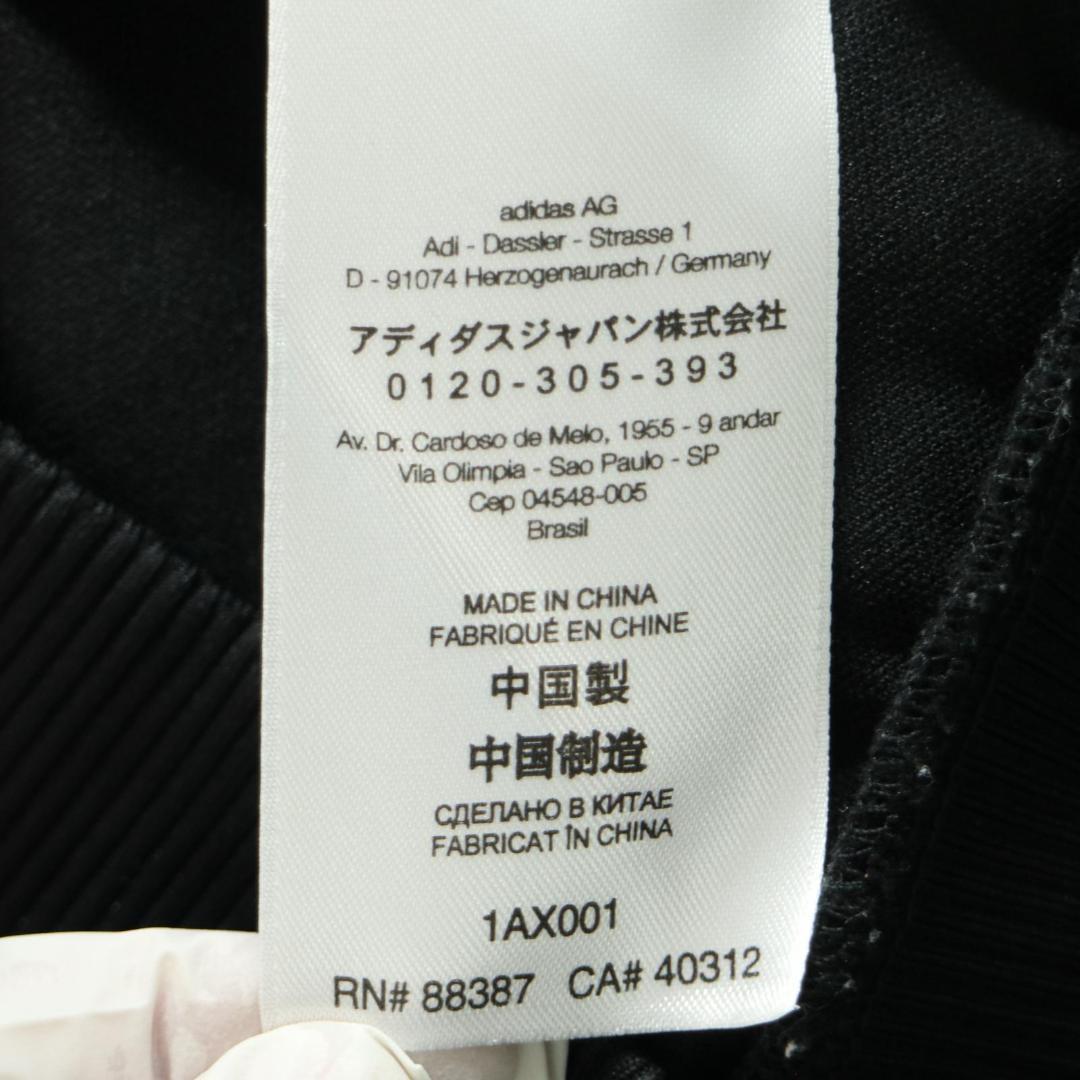 adidas AG
Adi - Dassler - Strasse 1
D - 91074 Herzogenaurach / Germany
アディダスジャパン株式会社
0120-305-393
Av. Dr. Cardoso de Melo, 1955 - 9 andar
Vila Olimpia - Sao Paulo - SP
Cep 04548-005
Brasil
MADE IN CHINA
FABRIQUÉ EN CHINE
中国製
中国制造
СДЕЛАНО В КИТАЕ
FABRICAT ÎN CHINA
1AX001
RN# 88387 CA# 40312